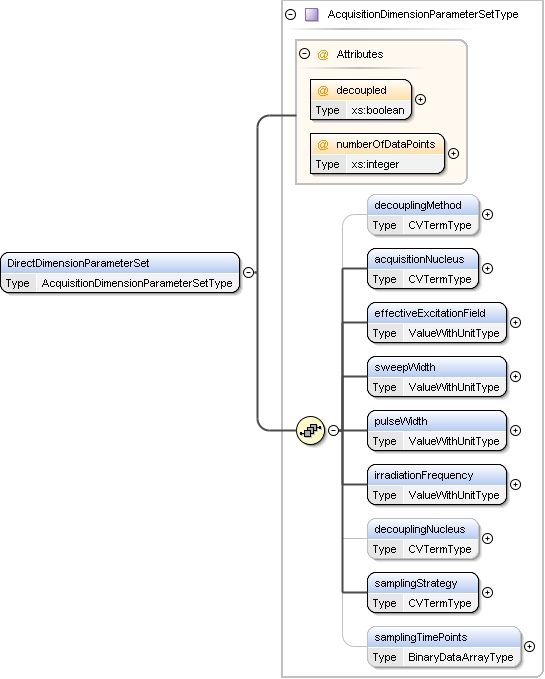 AcquisitionDimensionParameterSetType
@ Attributes
@ decoupled
Type xs:boolean
@ numberOfDataPoints
Type xs:integer
decouplingMethod
Type CVTermType
DirectDimensionParameterSet
Type AcquisitionDimensionParameterSetType
acquisitionNucleus
Type CVTermType
effectiveExcitationField
Type ValueWithUnitType
sweepWidth
Type ValueWithUnitType
pulseWidth
Type ValueWithUnitType
irradiationFrequency
Type ValueWithUnitType
decouplingNucleus
Type CVTermType
samplingStrategy
Type CVTermType
samplingTimePoints
Type BinaryDataArrayType